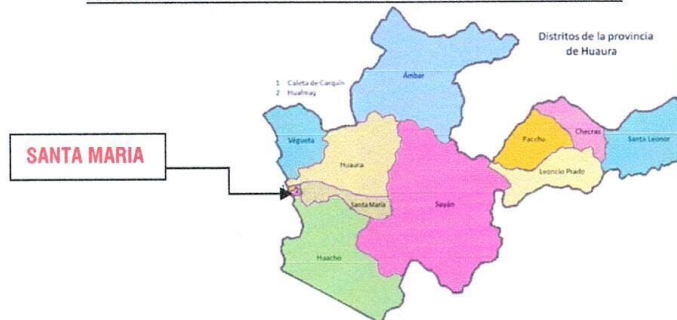 Distritos de la provincia
de Huaura
1 Caleta de Carquín
2 Hualmay
Ámbar
Végueta
Huaura
Santa María
Sayán
Huacho
Paccho
Checras
Santa Leonor
Leoncio Prado
SANTA MARIA